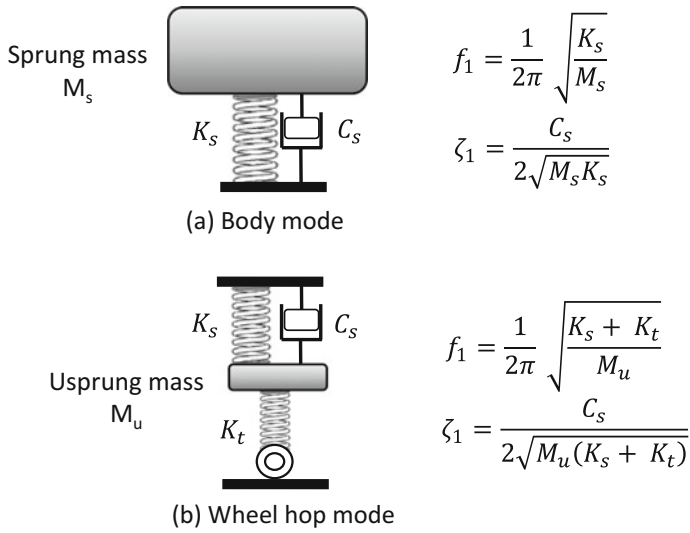 Sprung mass
M_s
K_s
C_s
f_1 = \frac{1}{2\pi} \sqrt{\frac{K_s}{M_s}}
ζ_1 = \frac{C_s}{2\sqrt{M_s K_s}}
(a) Body mode
K_s
C_s
Usprung mass
M_u
K_t
f_1 = \frac{1}{2\pi} \sqrt{\frac{K_s + K_t}{M_u}}
ζ_1 = \frac{C_s}{2\sqrt{M_u(K_s + K_t)}}
(b) Wheel hop mode